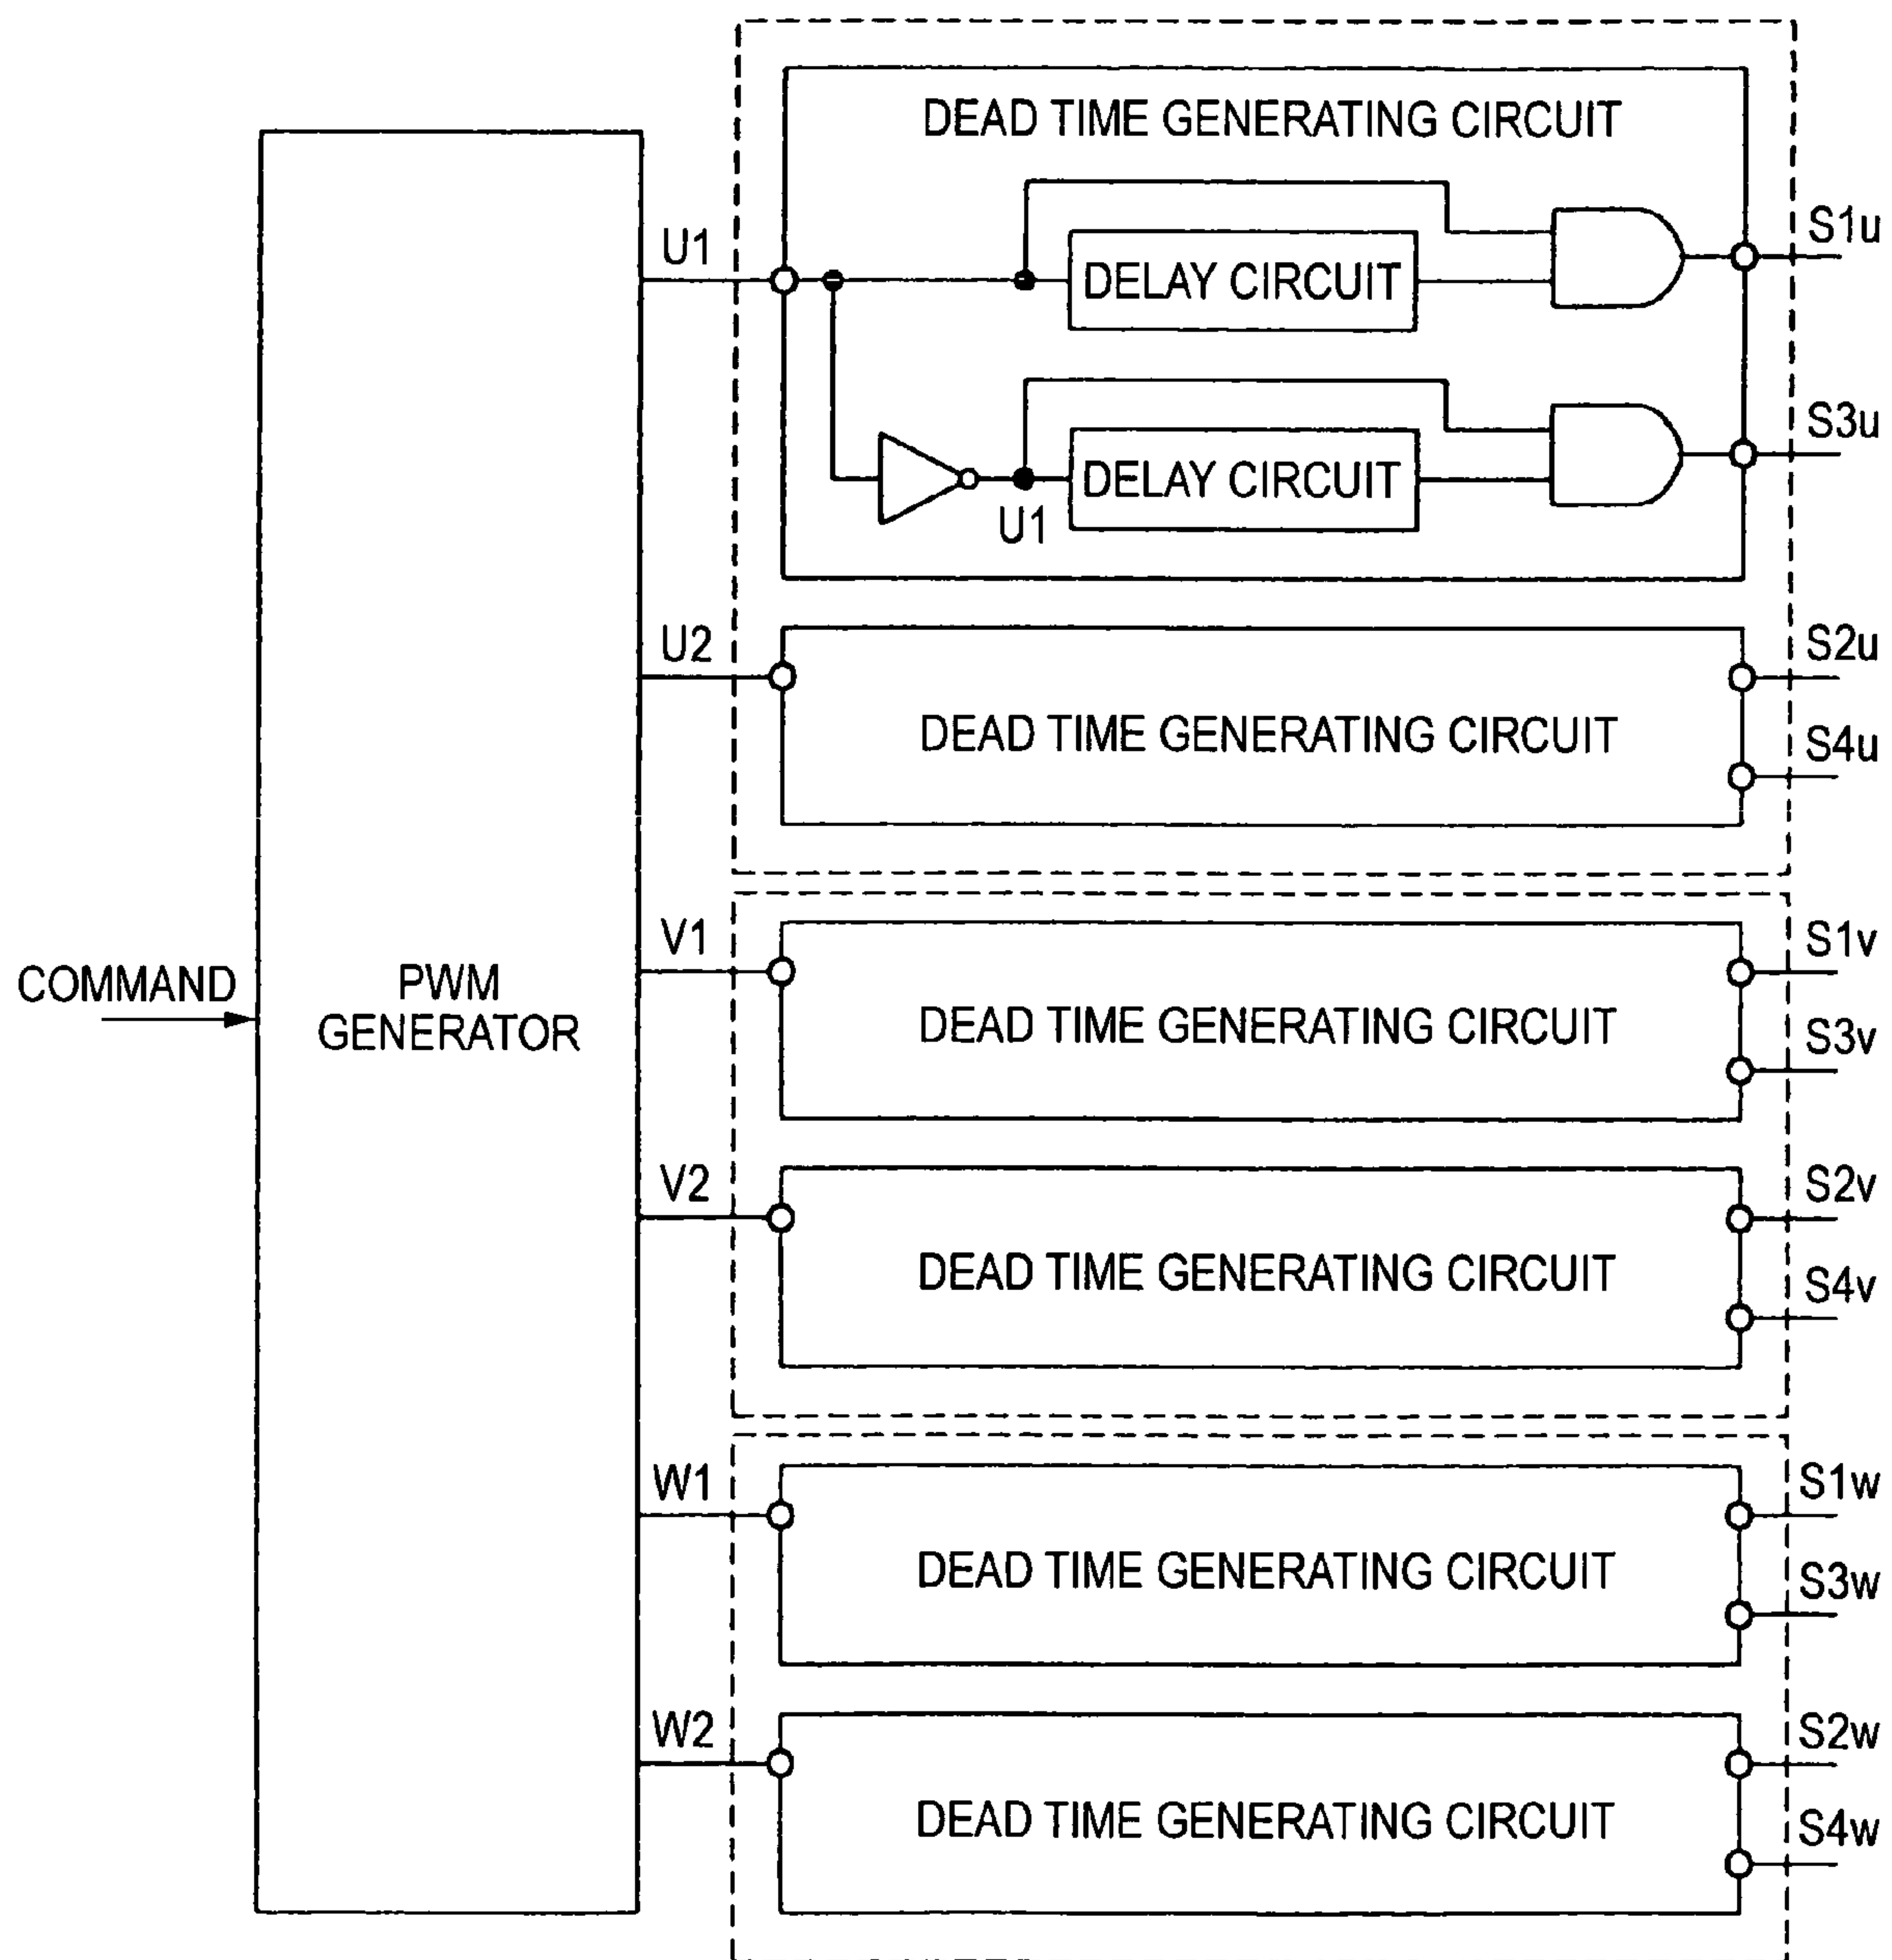 DEAD TIME GENERATING CIRCUIT
U1
DELAY CIRCUIT
S1u
DELAY CIRCUIT
S3u
U1
U2
DEAD TIME GENERATING CIRCUIT
S2u
S4u
COMMAND
PWM
GENERATOR
V1
DEAD TIME GENERATING CIRCUIT
S1v
S3v
V2
DEAD TIME GENERATING CIRCUIT
S2v
S4v
W1
DEAD TIME GENERATING CIRCUIT
S1w
S3w
W2
DEAD TIME GENERATING CIRCUIT
S2w
S4w